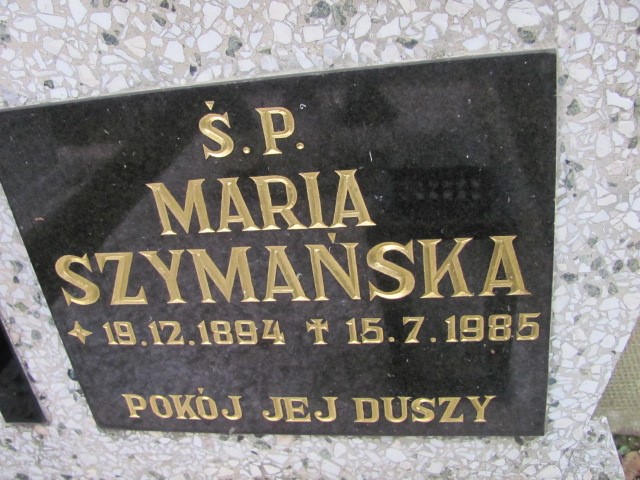 Ś.P.
MARIA
SZYMAŃSKA
✦ 19.12.1894 ✝ 15.7.1985
POKÓJ JEJ DUSZY